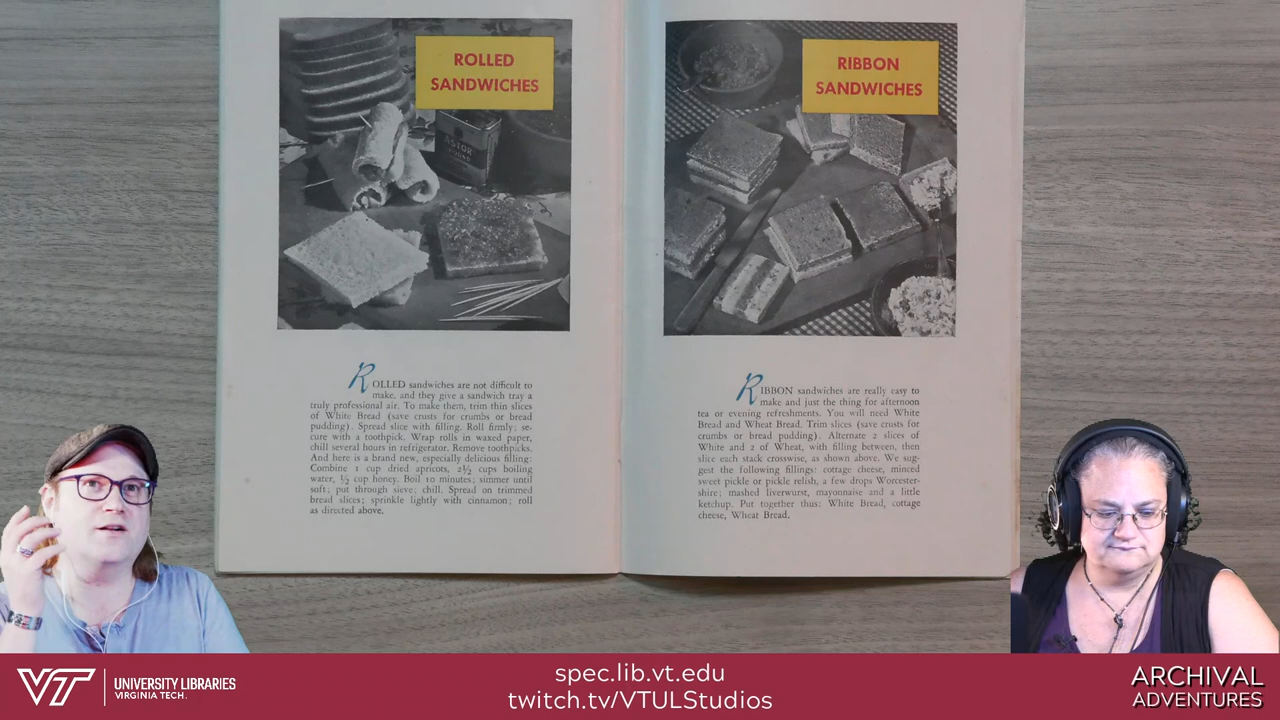 ROLLED
SANDWICHES
ROLLED sandwiches are not difficult to
make, and they give a sandwich tray a
truly professional air. To make them, trim thin slices
of White Bread (save crusts for crumbs or bread
pudding). Spread slice with filling. Roll firmly; se-
cure with a toothpick. Wrap rolls in waxed paper,
chill several hours in refrigerator. Remove toothpicks.
And here is a brand new, especially delicious filling:
Combine 1 cup dried apricots, 2½ cups boiling
water, ½ cup honey. Boil 10 minutes; simmer until
soft; put through sieve; chill. Spread on trimmed
bread slices; sprinkle lightly with cinnamon; roll
as directed above.
RIBBON
SANDWICHES
RIBBON sandwiches are really easy to
make and just the thing for afternoon
tea or evening refreshments. You will need White
Bread and Wheat Bread. Trim slices (save crusts for
crumbs or bread pudding). Alternate 2 slices of
White and 2 of Wheat, with filling between, then
slice each stack crosswise, as shown above. We sug-
gest the following fillings: cottage cheese, minced
sweet pickle or pickle relish, a few drops Worcester-
shire; mashed liverwurst, mayonnaise and a little
ketchup. Put together thus: White Bread, cottage
cheese, Wheat Bread.
VT UNIVERSITY LIBRARIES
VIRGINIA TECH.
spec.lib.vt.edu
twitch.tv/VTULStudios
ARCHIVAL
ADVENTURES